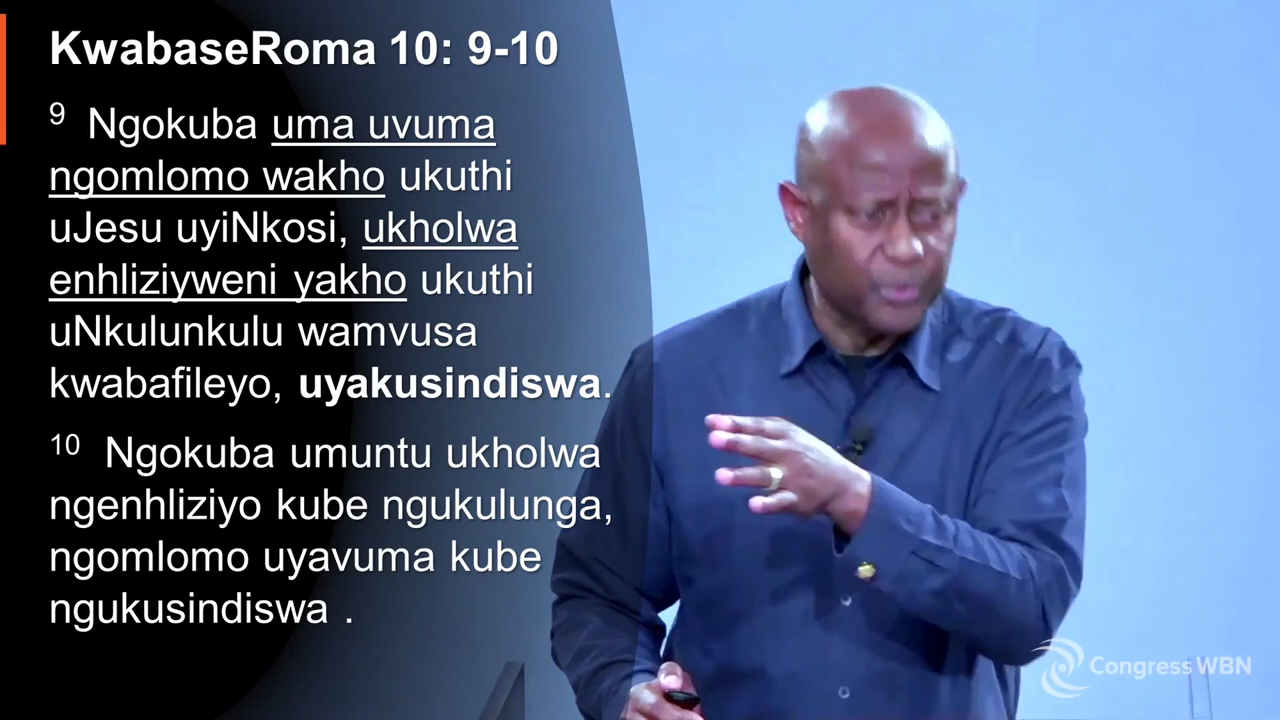 KwabaseRoma 10: 9-10
9 Ngokuba uma uvuma
ngomlomo wakho ukuthi
uJesu uyiNkosi, ukholwa
enhliziyweni yakho ukuthi
uNkulunkulu wamvusa
kwabafileyo, uyakusindiswa.
10 Ngokuba umuntu ukholwa
ngenhliziyo kube ngukulunga,
ngomlomo uyavuma kube
ngukusindiswa .
Congress WBN